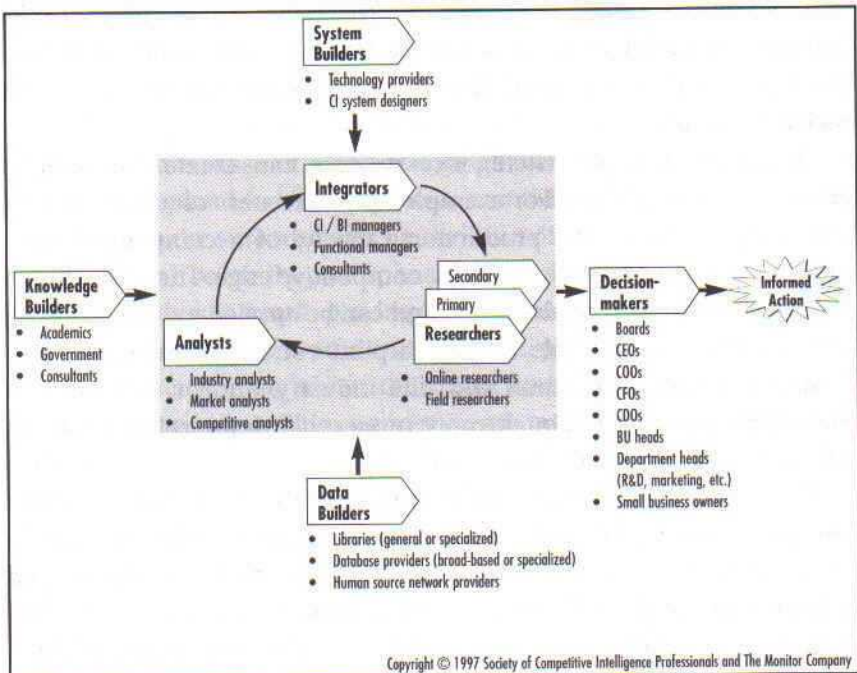 System
Builders
• Technology providers
• CI system designers
Integrators
• CI / BI managers
• Functional managers
• Consultants
Knowledge
Builders
• Academics
• Government
• Consultants
Analysts
• Industry analysts
• Market analysts
• Competitive analysts
Secondary
Primary
Researchers
• Online researchers
• Field researchers
Decision-
makers
• Boards
• CEOs
• COOs
• CFOs
• CDOs
• BU heads
• Department heads
(R&D, marketing, etc.)
• Small business owners
Informed
Action
Data
Builders
• Libraries (general or specialized)
• Database providers (broad-based or specialized)
• Human source network providers
Copyright © 1997 Society of Competitive Intelligence Professionals and The Monitor Company